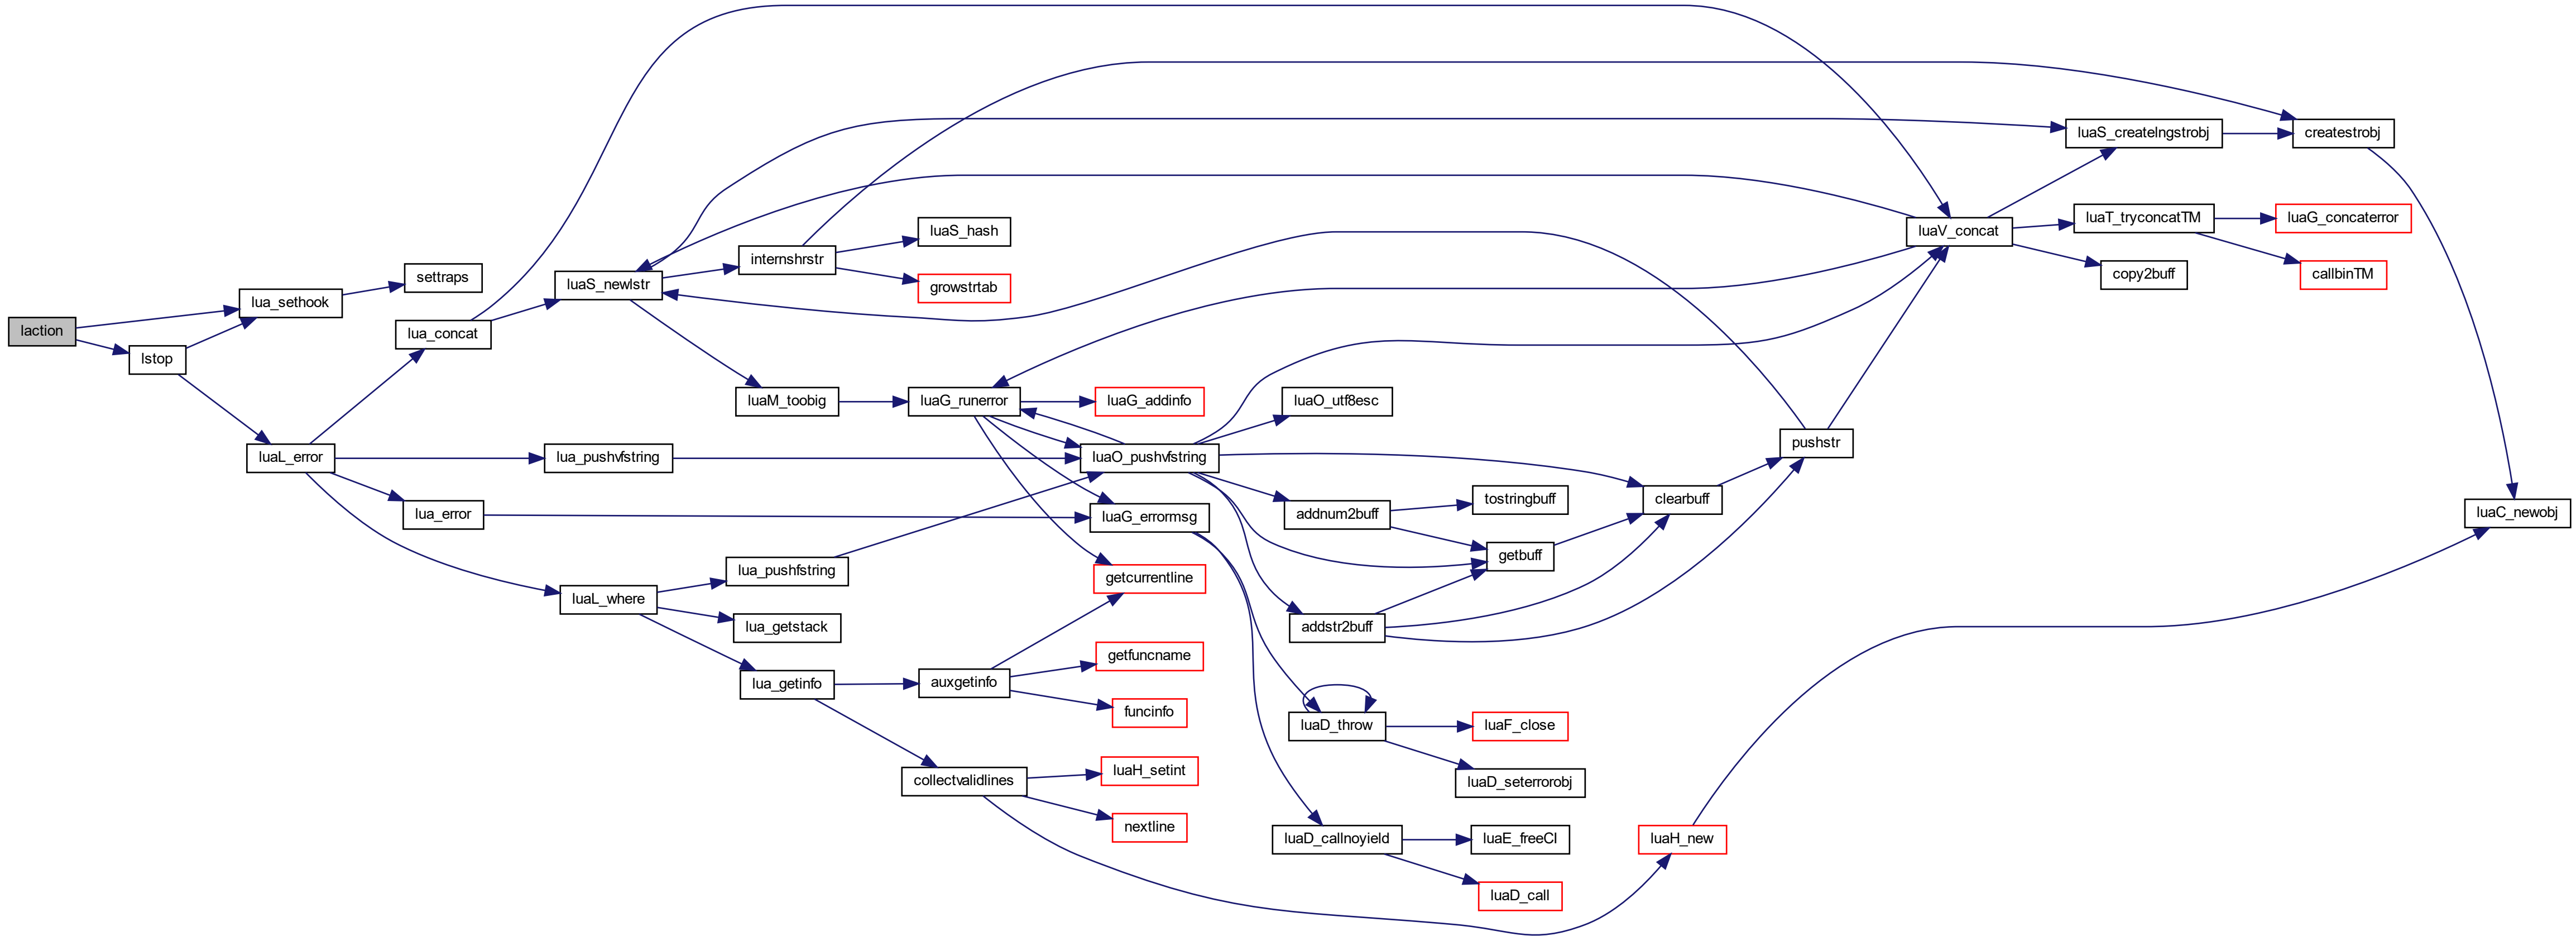 laction
lua_sethook
lstop
settraps
lua_concat
luaL_error
lua_error
lua_pushvfstring
luaL_where
luaS_newlstr
internshrstr
luaM_toobig
lua_pushfstring
lua_getstack
lua_getinfo
luaS_hash
growstrtab
luaG_runerror
auxgetinfo
collectvalidlines
luaG_addinfo
luaO_pushvfstring
luaG_errormsg
getcurrentline
getfuncname
funcinfo
luaH_setint
nextline
luaO_utf8esc
addnum2buff
addstr2buff
luaD_throw
luaD_callnoyield
tostringbuff
getbuff
luaF_close
luaD_seterrorobj
luaE_freeCI
luaD_call
clearbuff
luaH_new
pushstr
luaV_concat
luaS_createlngstrobj
luaT_tryconcatTM
copy2buff
createstrobj
luaG_concaterror
callbinTM
luaC_newobj